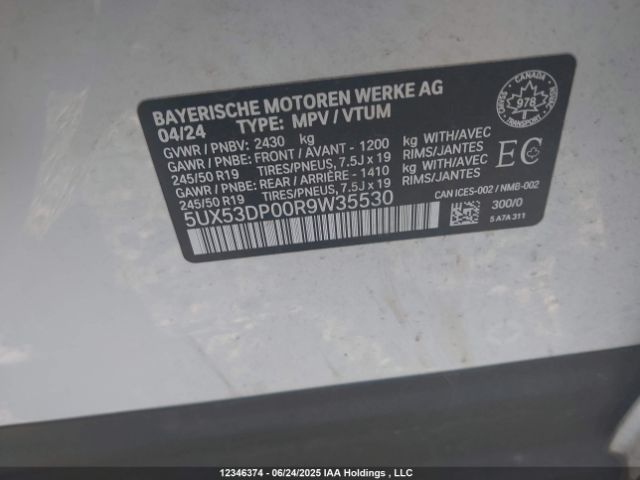 BAYERISCHE MOTOREN WERKE AG
04/24 TYPE: MPV / VTUM
GVWR / PNBV: 2430 kg
GAWR / PNBE: FRONT / AVANT - 1200 kg WITH/AVEC
245/50 R19 TIRES/PNEUS, 7.5J x 19 RIMS/JANTES
GAWR / PNBE: REAR / ARRIÈRE - 1410 kg WITH/AVEC
245/50 R19 TIRES/PNEUS, 7.5J x 19 RIMS/JANTES
5UX53DP00R9W35530
CANADA
978
TRANSPORT
EC
CAN ICES-002 / NMB-002
300/0
5 A7A 311
12346374 - 06/24/2025 IAA Holdings , LLC